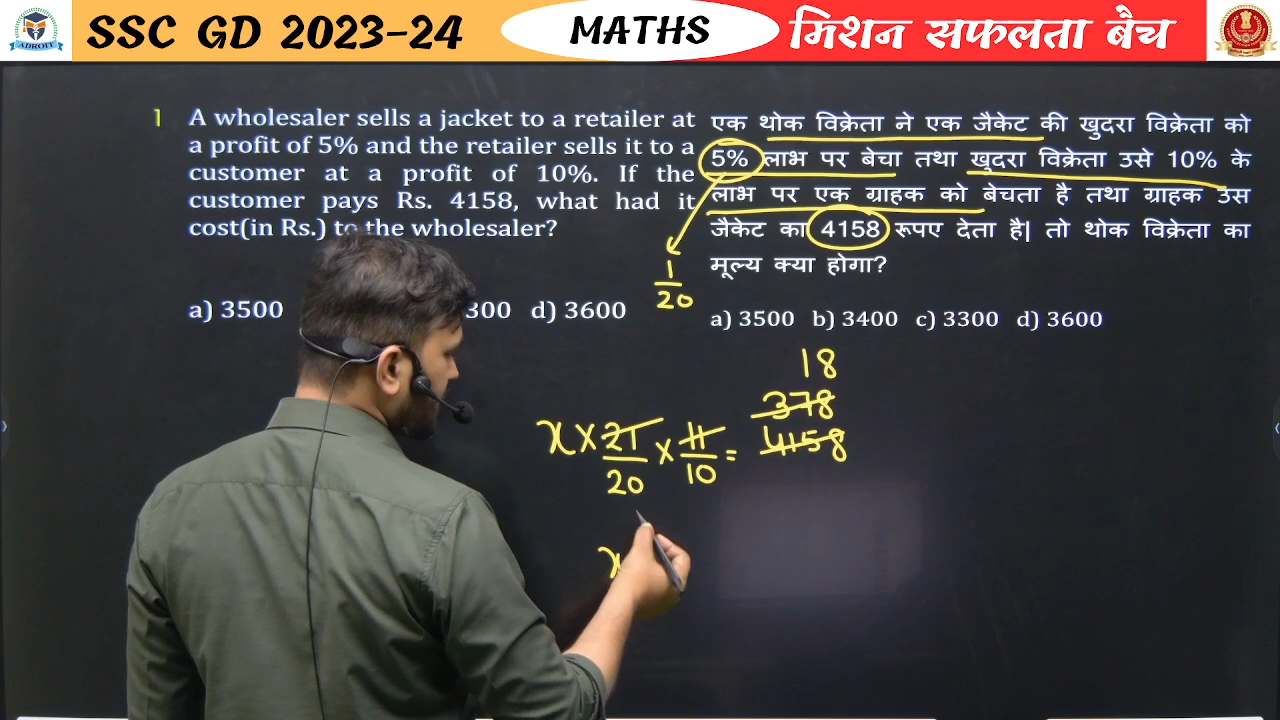 ADROIT
SSC GD 2023-24
MATHS
मिशन सफलता बैच
1
A wholesaler sells a jacket to a retailer at
a profit of 5% and the retailer sells it to a
customer at a profit of 10%. If the
customer pays Rs. 4158, what had it
cost(in Rs.) to the wholesaler?
a) 3500 300 d) 3600
एक थोक विक्रेता ने एक जैकेट की खुदरा विक्रेता को
5% लाभ पर बेचा तथा खुदरा विक्रेता उसे 10% के
लाभ पर एक ग्राहक को बेचता है तथा ग्राहक उस
जैकेट का 4158 रूपए देता है| तो थोक विक्रेता का
मूल्य क्या होगा?
a) 3500 b) 3400 c) 3300 d) 3600
1
20
18
378
x × 21/20 × 11/10 = 4158
x